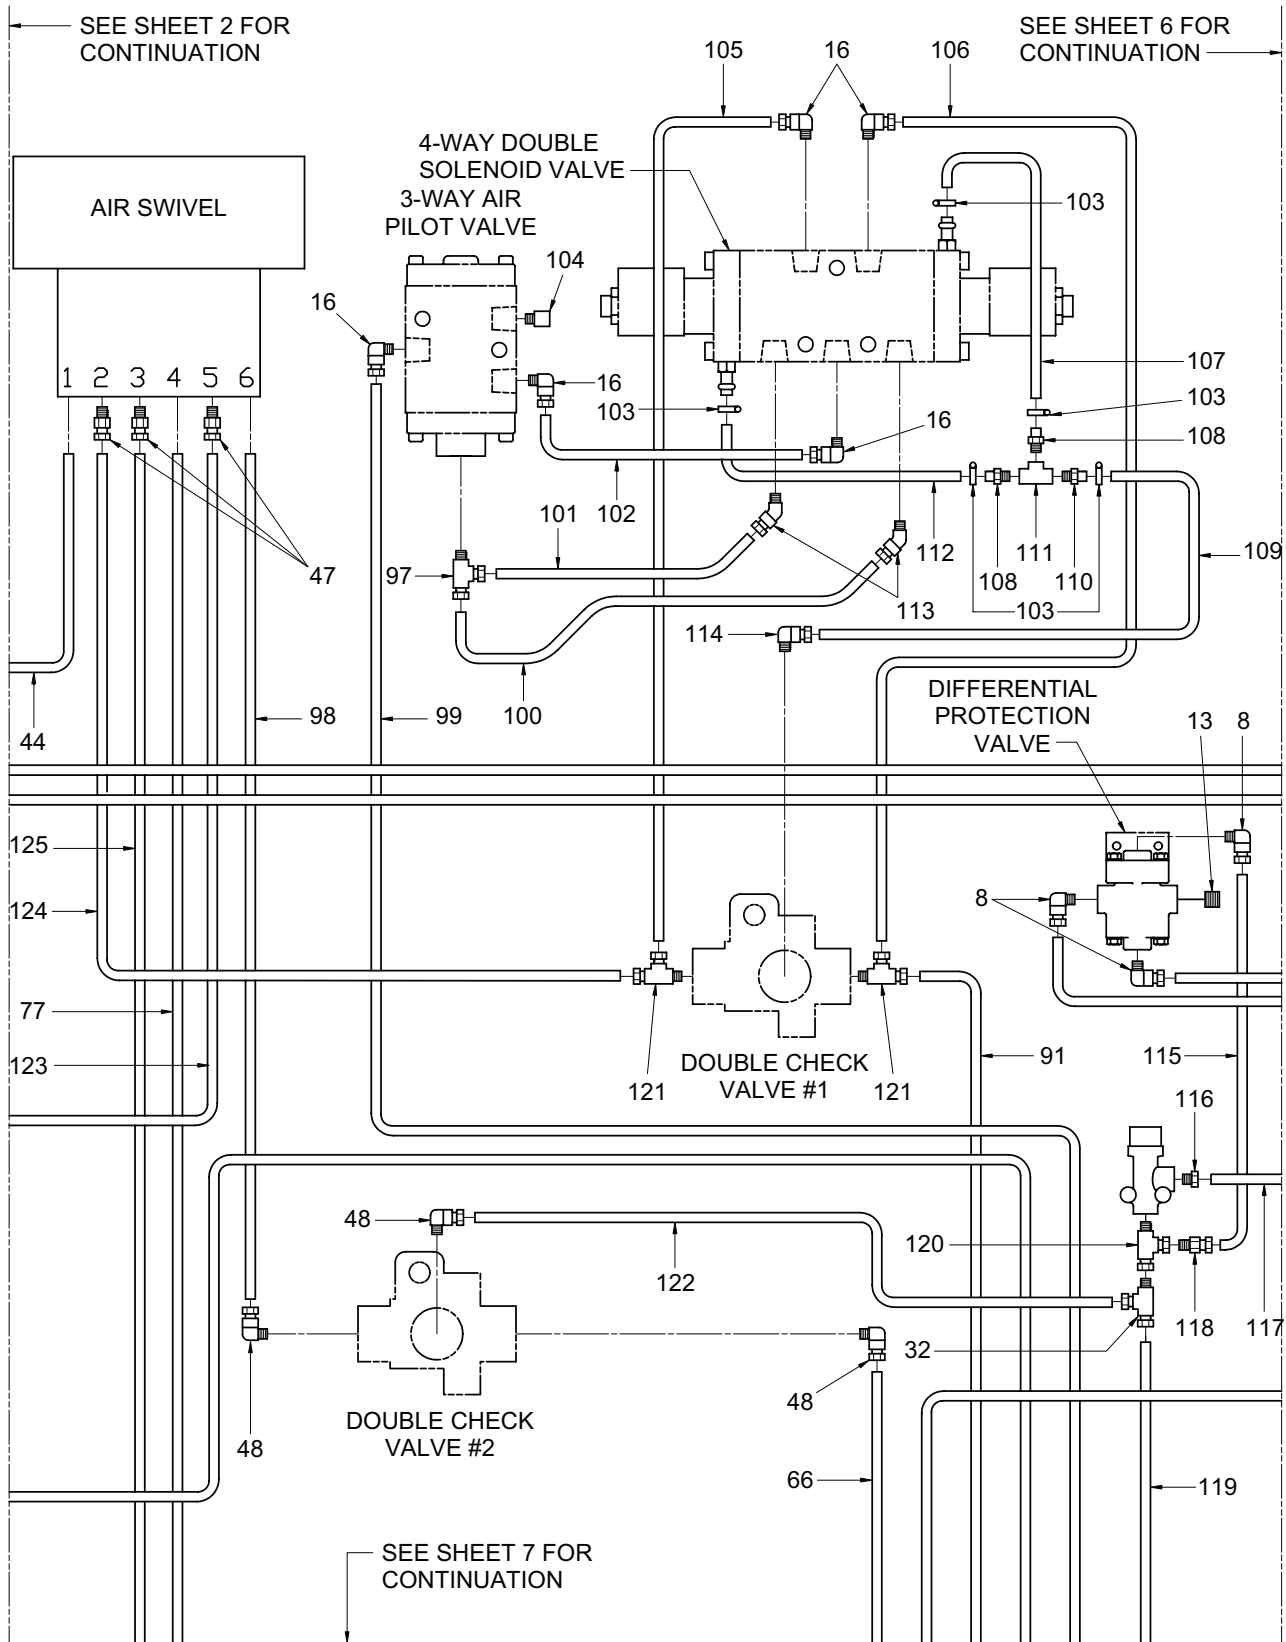 SEE SHEET 2 FOR
CONTINUATION
SEE SHEET 6 FOR
CONTINUATION
105
16
106
4-WAY DOUBLE
SOLENOID VALVE
3-WAY AIR
PILOT VALVE
AIR SWIVEL
103
104
16
107
1 2 3 4 5 6
16
103
103
16
108
101
102
112
111
109
97
47
108
110
113
103
114
98
99
100
44
DIFFERENTIAL
PROTECTION
VALVE
13
8
125
124
8
77
123
121
DOUBLE CHECK
VALVE #1
121
91
115
116
48
120
122
32
118
117
48
DOUBLE CHECK
VALVE #2
48
66
119
SEE SHEET 7 FOR
CONTINUATION